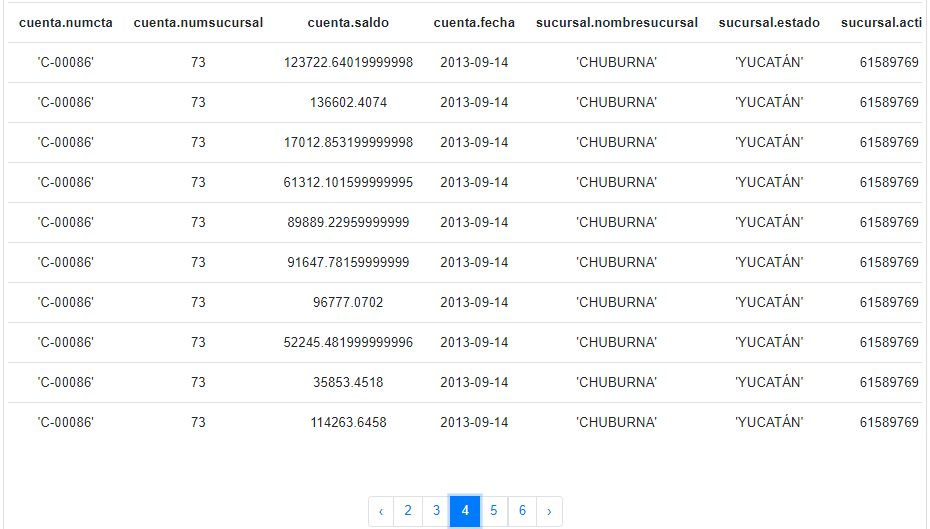 cuenta.numcta cuenta.numsucursal cuenta.saldo cuenta.fecha sucursal.nombresucursal sucursal.estado sucursal.acti
'C-00086' 73 123722.64019999998 2013-09-14 'CHUBURNA' 'YUCATÁN' 61589769
'C-00086' 73 136602.4074 2013-09-14 'CHUBURNA' 'YUCATÁN' 61589769
'C-00086' 73 17012.853199999998 2013-09-14 'CHUBURNA' 'YUCATÁN' 61589769
'C-00086' 73 61312.101599999995 2013-09-14 'CHUBURNA' 'YUCATÁN' 61589769
'C-00086' 73 89889.22959999999 2013-09-14 'CHUBURNA' 'YUCATÁN' 61589769
'C-00086' 73 91647.78159999999 2013-09-14 'CHUBURNA' 'YUCATÁN' 61589769
'C-00086' 73 96777.0702 2013-09-14 'CHUBURNA' 'YUCATÁN' 61589769
'C-00086' 73 52245.481999999996 2013-09-14 'CHUBURNA' 'YUCATÁN' 61589769
'C-00086' 73 35853.4518 2013-09-14 'CHUBURNA' 'YUCATÁN' 61589769
'C-00086' 73 114263.6458 2013-09-14 'CHUBURNA' 'YUCATÁN' 61589769
‹ 2 3 4 5 6 ›